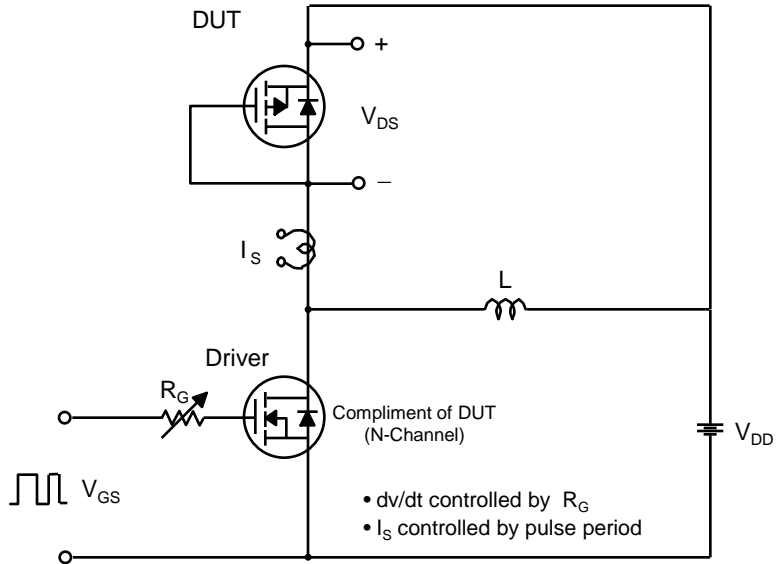 DUT
+
VDS
−
IS
L
Driver
RG
Compliment of DUT
(N-Channel)
VDD
VGS
• dv/dt controlled by RG
• IS controlled by pulse period